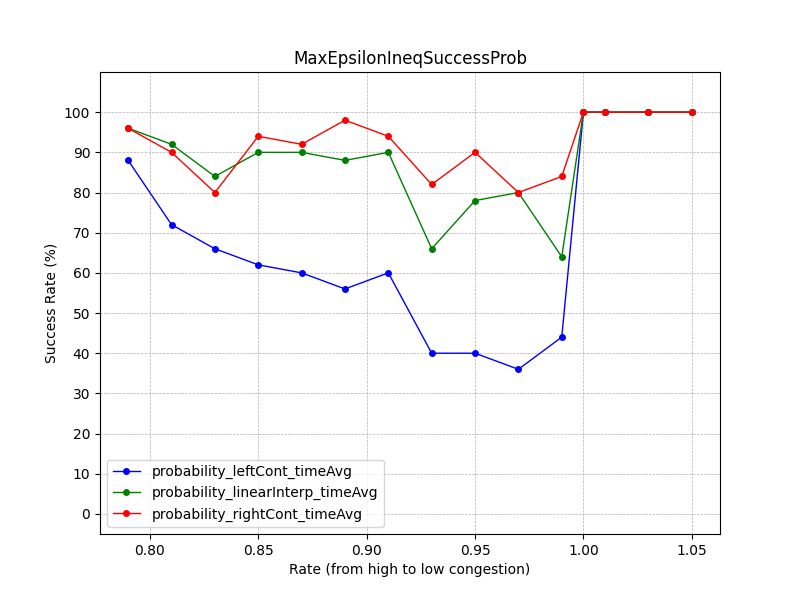 MaxEpsilonIneqSuccessProb
Success Rate (%)
100
90
80
70
60
50
40
30
20
10
0
probability_leftCont_timeAvg
probability_linearInterp_timeAvg
probability_rightCont_timeAvg
0.80 0.85 0.90 0.95 1.00 1.05
Rate (from high to low congestion)